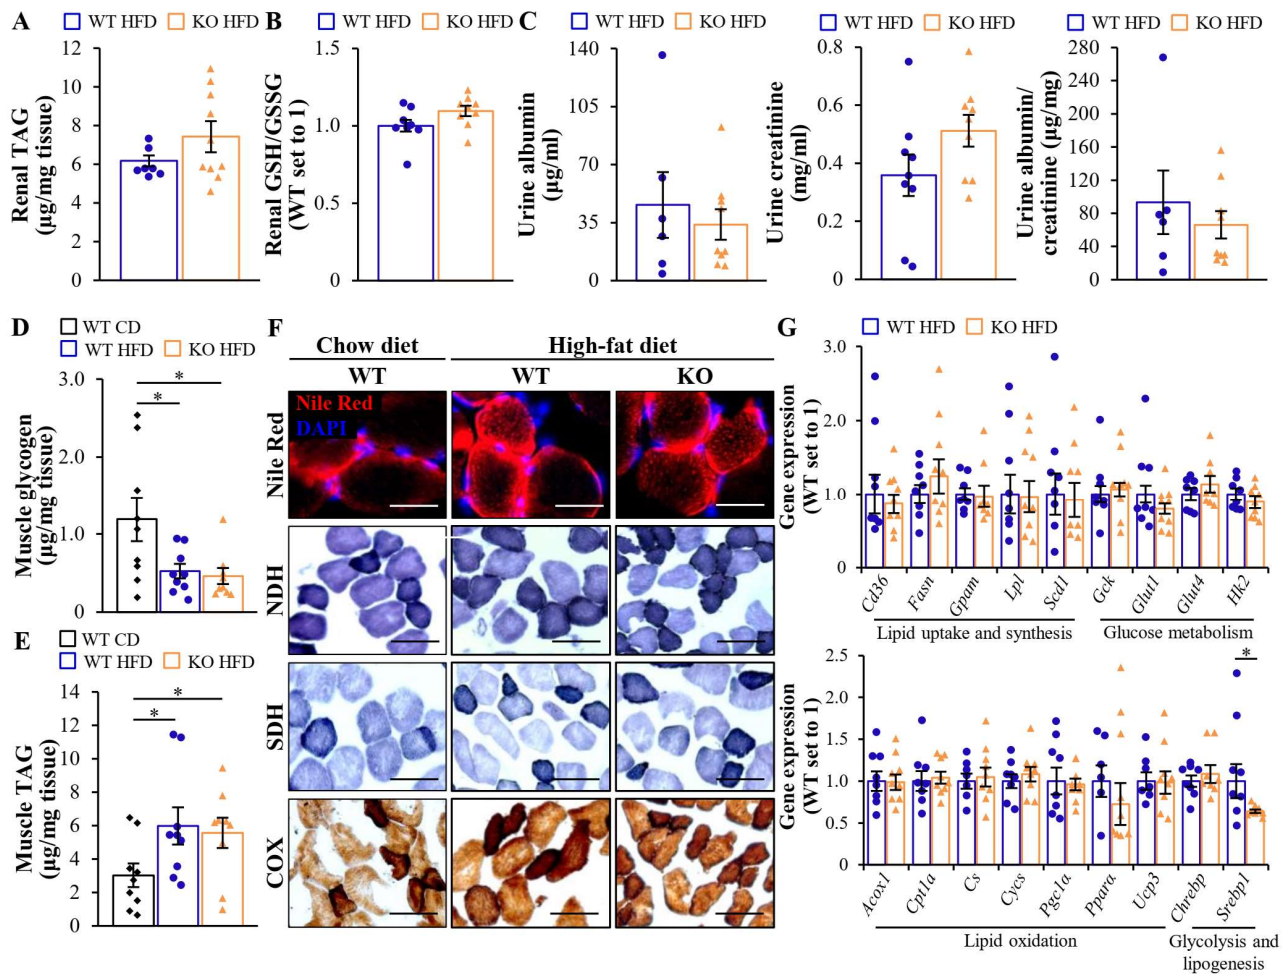 A
WT HFD KO HFD
Renal TAG
(µg/mg tissue)
12
10
8
6
4
2
0
B
WT HFD KO HFD
Renal GSH/GSSG
(WT set to 1)
1.5
1.0
0.5
0
C
WT HFD KO HFD
Urine albumin
(µg/ml)
140
105
70
35
0
WT HFD KO HFD
Urine creatinine
(mg/ml)
0.8
0.6
0.4
0.2
0
WT HFD KO HFD
Urine albumin/
creatinine (µg/mg)
280
240
200
160
120
80
40
0
D
WT CD
WT HFD KO HFD
Muscle glycogen
(µg/mg tissue)
3.0
2.0
1.0
0
*
*
E
WT CD
WT HFD KO HFD
Muscle TAG
(µg/mg tissue)
14
12
10
8
6
4
2
0
*
*
F
Chow diet High-fat diet
WT WT KO
Nile Red
Nile Red
DAPI
NDH
SDH
COX
G
WT HFD KO HFD
Gene expression
(WT set to 1)
3.0
2.0
1.0
0
Cd36 Fasn Gpam Lpl Scd1 Gck Glut1 Glut4 Hk2
Lipid uptake and synthesis Glucose metabolism
Gene expression
(WT set to 1)
2.5
2.0
1.5
1.0
0.5
0
*
Acox1 Cpt1a Cs Cycs Pgc1α Pparα Ucp3 Chrebp Srebp1
Lipid oxidation Glycolysis and
lipogenesis